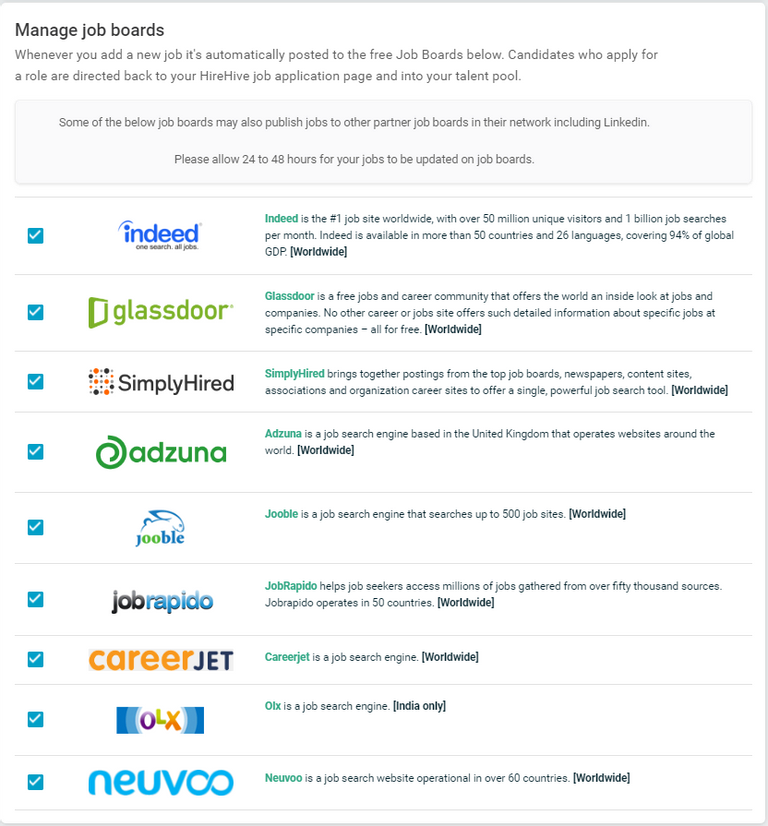 Manage job boards
Whenever you add a new job it's automatically posted to the free Job Boards below. Candidates who apply for
a role are directed back to your HireHive job application page and into your talent pool.
Some of the below job boards may also publish jobs to other partner job boards in their network including Linkedin.
Please allow 24 to 48 hours for your jobs to be updated on job boards.
indeed
one search. all jobs.
Indeed is the #1 job site worldwide, with over 50 million unique visitors and 1 billion job searches
per month. Indeed is available in more than 50 countries and 26 languages, covering 94% of global
GDP. [Worldwide]
glassdoor
Glassdoor is a free jobs and career community that offers the world an inside look at jobs and
companies. No other career or jobs site offers such detailed information about specific jobs at
specific companies – all for free. [Worldwide]
SimplyHired
SimplyHired brings together postings from the top job boards, newspapers, content sites,
associations and organization career sites to offer a single, powerful job search tool. [Worldwide]
adzuna
Adzuna is a job search engine based in the United Kingdom that operates websites around the
world. [Worldwide]
jooble
Jooble is a job search engine that searches up to 500 job sites. [Worldwide]
jobrapido
JobRapido helps job seekers access millions of jobs gathered from over fifty thousand sources.
Jobrapido operates in 50 countries. [Worldwide]
careerJET
Careerjet is a job search engine. [Worldwide]
OLX
Olx is a job search engine. [India only]
neuvoo
Neuvoo is a job search website operational in over 60 countries. [Worldwide]